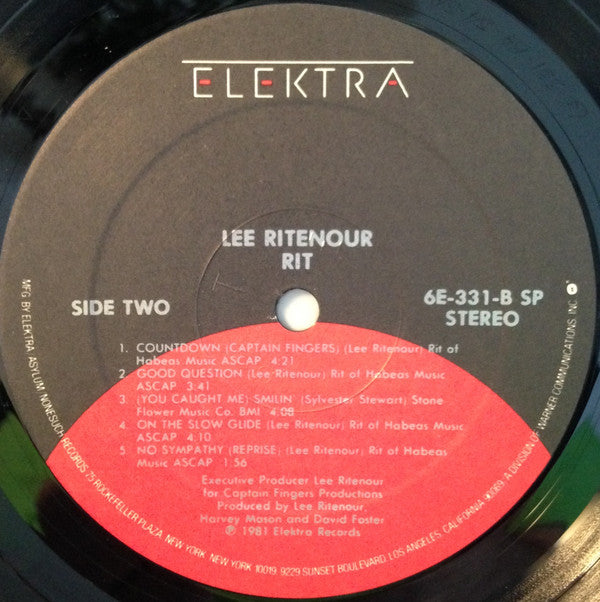 ELEKTRA
LEE RITENOUR
RIT
SIDE TWO
6E-331-B SP
STEREO
1. COUNTDOWN (CAPTAIN FINGERS) (Lee Ritenour) Rit of
Habeas Music ASCAP 4:21
2. GOOD QUESTION (Lee Ritenour) Rit of Habeas Music
ASCAP 3:41
3. (YOU CAUGHT ME) SMILIN' (Sylvester Stewart) Stone
Flower Music Co. BMI 4:08
4. ON THE SLOW GLIDE (Lee Ritenour) Rit of Habeas Music
ASCAP 4:10
5. NO SYMPATHY (REPRISE) (Lee Ritenour) Rit of Habeas
Music ASCAP 1:56
Executive Producer Lee Ritenour
for Captain Fingers Productions
Produced by Lee Ritenour,
Harvey Mason and David Foster
℗ 1981 Elektra Records
MFG. BY ELEKTRA/ASYLUM/NONESUCH RECORDS, 75 ROCKEFELLER PLAZA, NEW YORK, NEW YORK 10019. 9229 SUNSET BOULEVARD, LOS ANGELES, CALIFORNIA 90069. A DIVISION OF WARNER COMMUNICATIONS, INC.